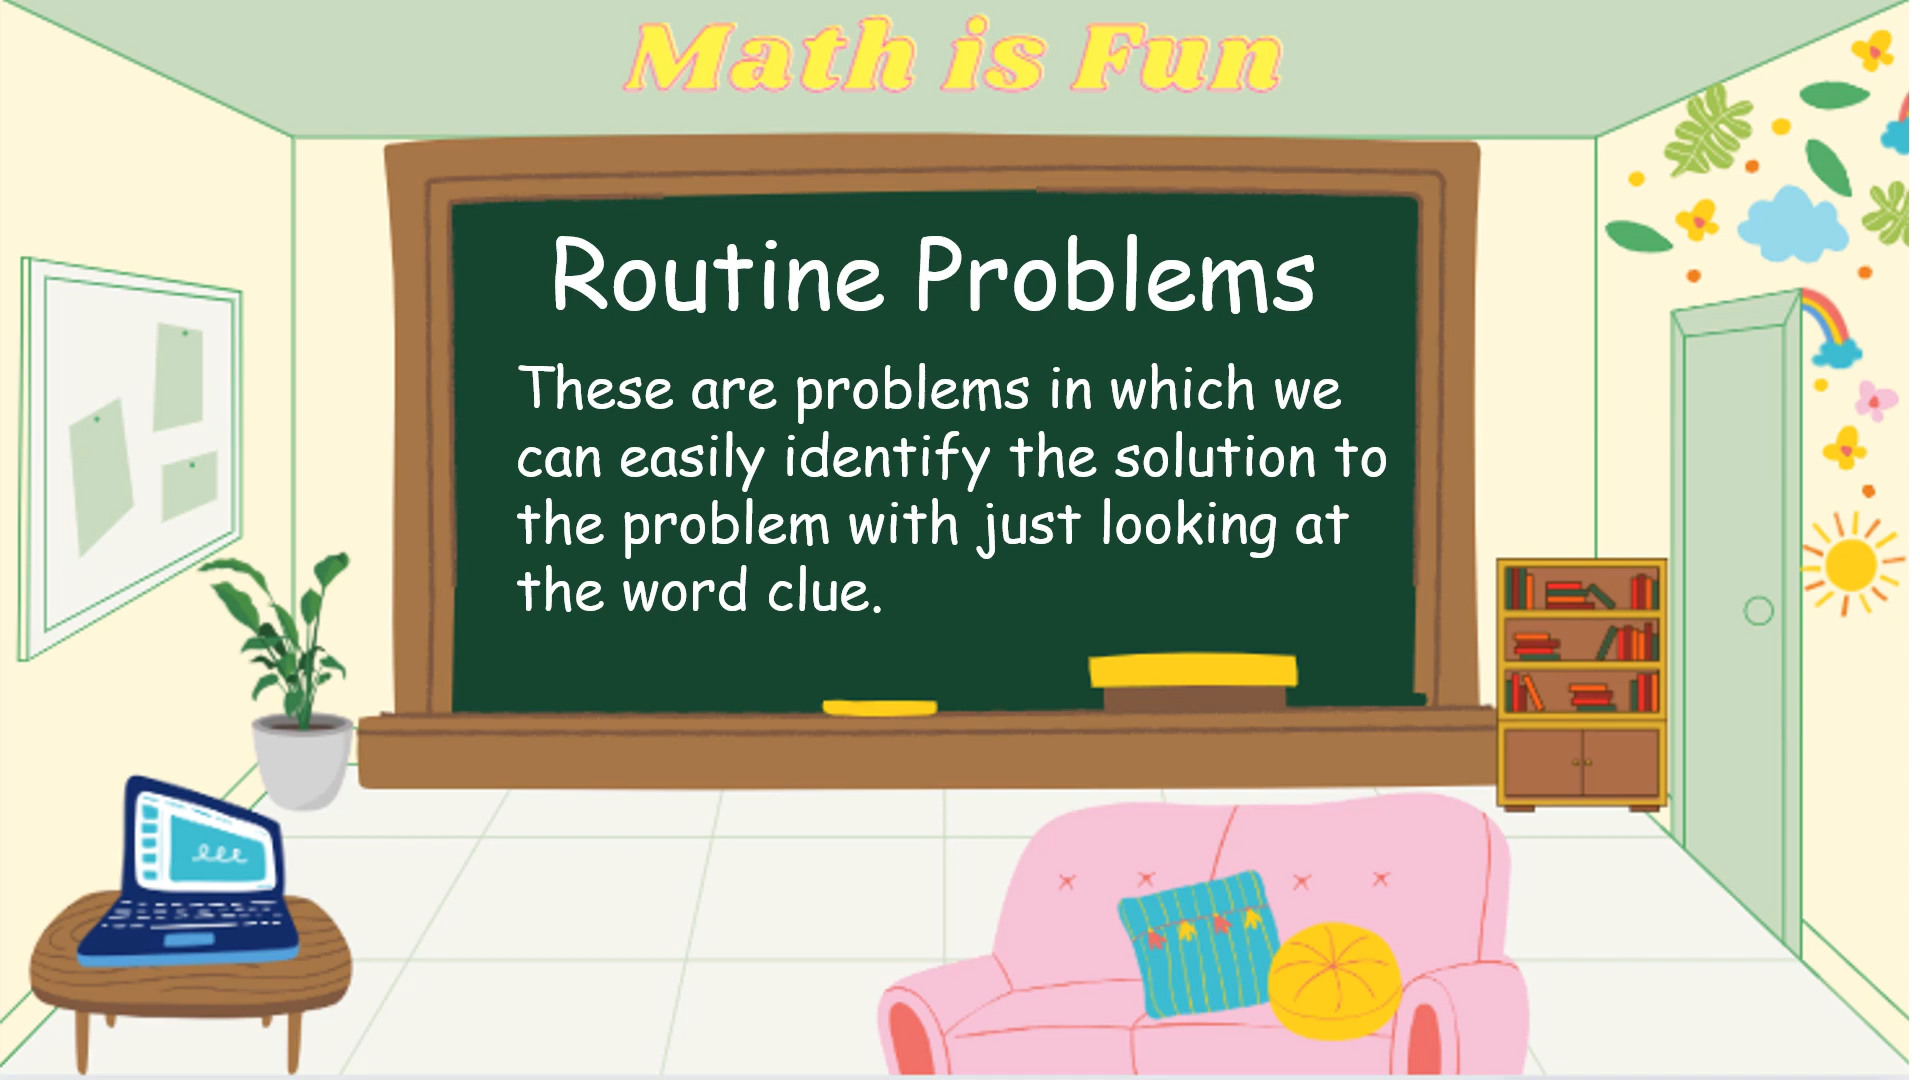 Math is Fun
Routine Problems
These are problems in which we
can easily identify the solution to
the problem with just looking at
the word clue.